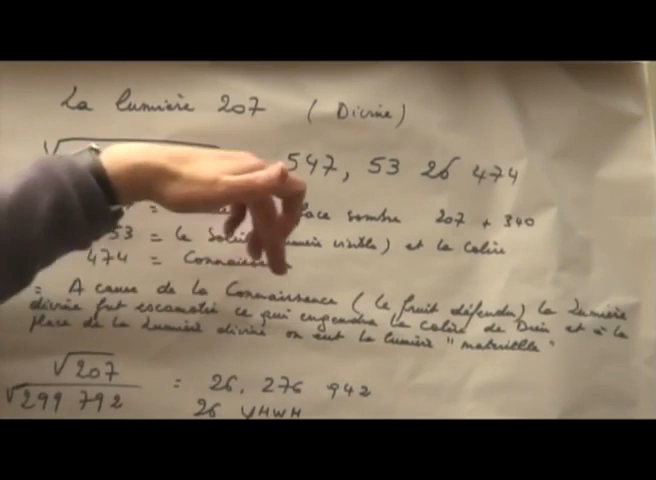 La lumière 207 (Divine)
547, 53 26 474
= place sombre 207 + 340
53 = le Soleil (lumière visible) et la Colère
474 = Connaissance
= A cause de la Connaissance (le fruit défendu) la Lumière
divine fut escamotée ce qui engendra la Colère de Dieu et à la
place de la Lumière divine on eut la lumière "matérielle"
√207
= 26. 276 942
√299 792
26 YHWH